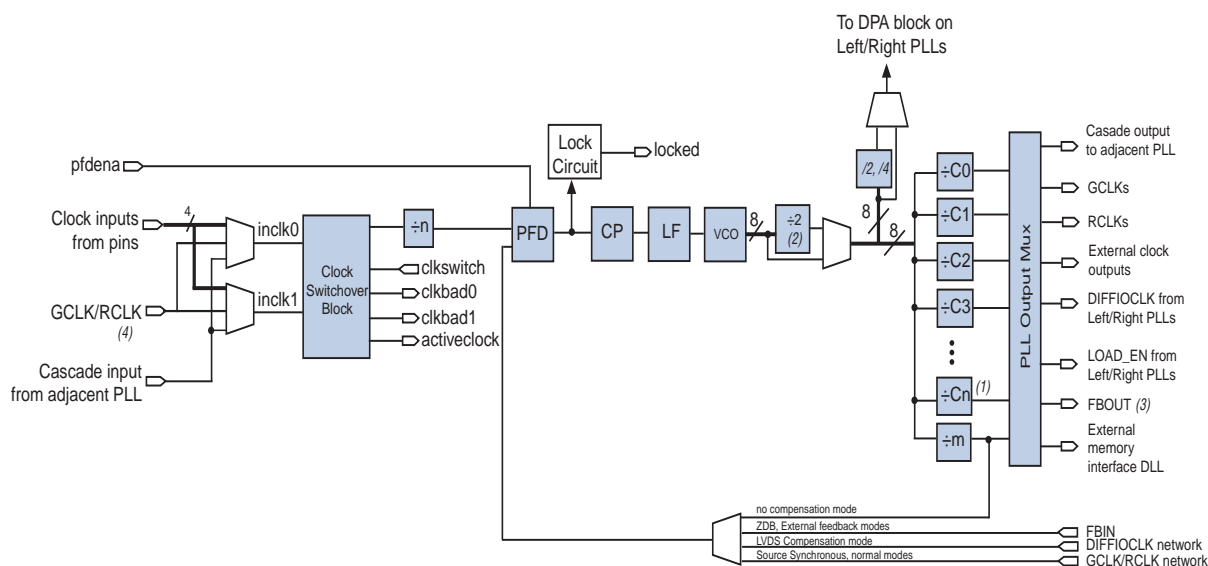 To DPA block on
Left/Right PLLs
Casade output
to adjacent PLL
Lock
Circuit
locked
/2, /4
÷C0
pfdena
GCLKs
4
8
8
8
Clock inputs
from pins
inclk0
÷n
PFD
CP
LF
VCO
÷2
(2)
÷C1
RCLKs
÷C2
External clock
outputs
clkswitch
Clock
Switchover
Block
clkbad0
inclk1
GCLK/RCLK
(4)
÷C3
DIFFIOCLK from
Left/Right PLLs
clkbad1
activeclock
PLL Output Mux
Cascade input
from adjacent PLL
LOAD_EN from
Left/Right PLLs
÷Cn
(1)
FBOUT (3)
÷m
External
memory
interface DLL
no compensation mode
ZDB, External feedback modes
FBIN
LVDS Compensation mode
DIFFIOCLK network
Source Synchronous, normal modes
GCLK/RCLK network